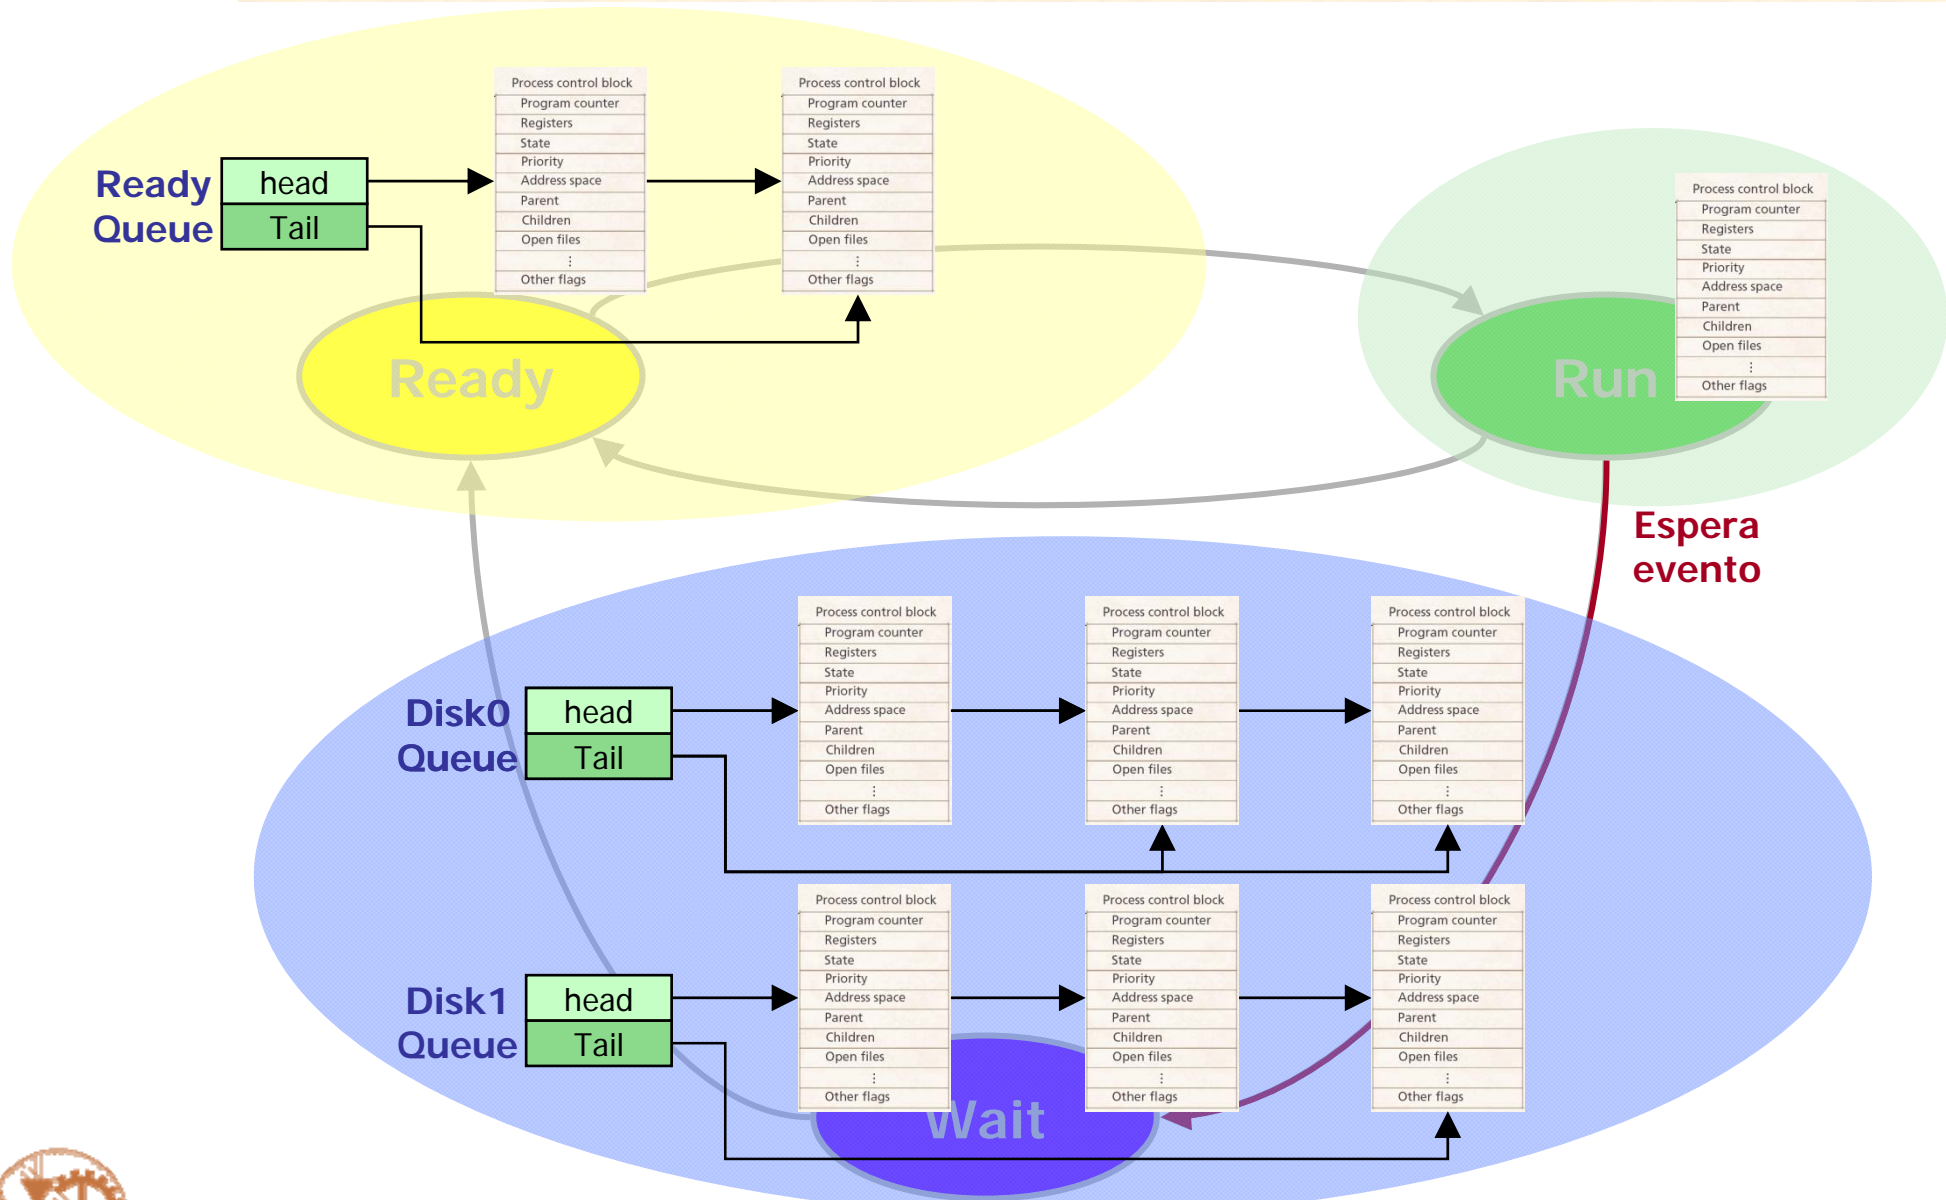 Process control block
Program counter
Registers
State
Priority
Address space
Parent
Children
Open files
⋮
Other flags
Process control block
Program counter
Registers
State
Priority
Address space
Parent
Children
Open files
⋮
Other flags
Ready
Queue
head
Tail
Process control block
Program counter
Registers
State
Priority
Address space
Parent
Children
Open files
⋮
Other flags
Ready
Run
Espera
evento
Disk0
Queue
head
Tail
Process control block
Program counter
Registers
State
Priority
Address space
Parent
Children
Open files
⋮
Other flags
Process control block
Program counter
Registers
State
Priority
Address space
Parent
Children
Open files
⋮
Other flags
Process control block
Program counter
Registers
State
Priority
Address space
Parent
Children
Open files
⋮
Other flags
Disk1
Queue
head
Tail
Process control block
Program counter
Registers
State
Priority
Address space
Parent
Children
Open files
⋮
Other flags
Process control block
Program counter
Registers
State
Priority
Address space
Parent
Children
Open files
⋮
Other flags
Process control block
Program counter
Registers
State
Priority
Address space
Parent
Children
Open files
⋮
Other flags
Wait